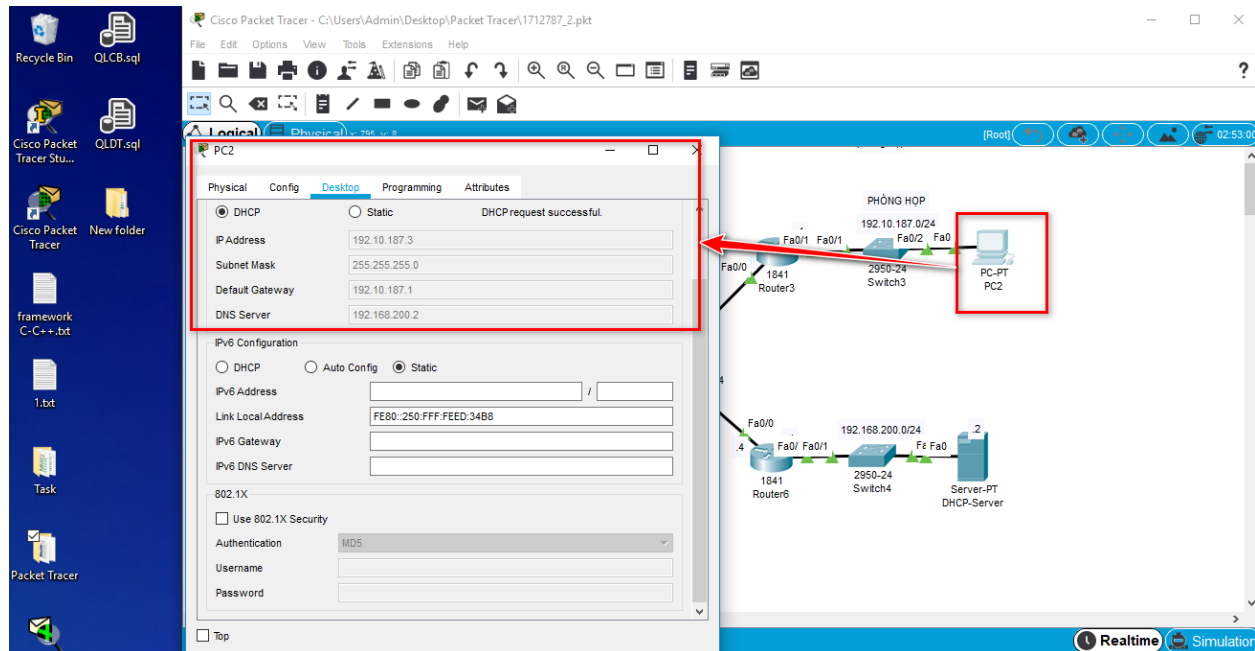 Recycle Bin
QLCB.sql
Cisco Packet
Tracer Stu...
QLDT.sql
Cisco Packet
Tracer
New folder
framework
C-C++.txt
1.txt
Task
Packet Tracer
Cisco Packet Tracer - C:\Users\Admin\Desktop\Packet Tracer\1712787_2.pkt
File Edit Options View Tools Extensions Help
?
Logical
Physical x: 795, y: 8
[Root]
02:53:00
PC2
Physical Config Desktop Programming Attributes
DHCP Static DHCP request successful.
IP Address 192.10.187.3
Subnet Mask 255.255.255.0
Default Gateway 192.10.187.1
DNS Server 192.168.200.2
IPv6 Configuration
DHCP Auto Config Static
IPv6 Address /
Link Local Address FE80::250:FFF:FEED:34B8
IPv6 Gateway
IPv6 DNS Server
802.1X
Use 802.1X Security
Authentication MD5
Username
Password
Top
PHÒNG HỌP
192.10.187.0/24
Fa0/1 Fa0/1 Fa0/2 Fa0
Fa0/0
1841
Router3
2950-24
Switch3
PC-PT
PC2
4
Fa0/0
192.168.200.0/24
.2
.4 Fa0/ Fa0/1 Fa Fa0
1841
Router6
2950-24
Switch4
Server-PT
DHCP-Server
Realtime
Simulation